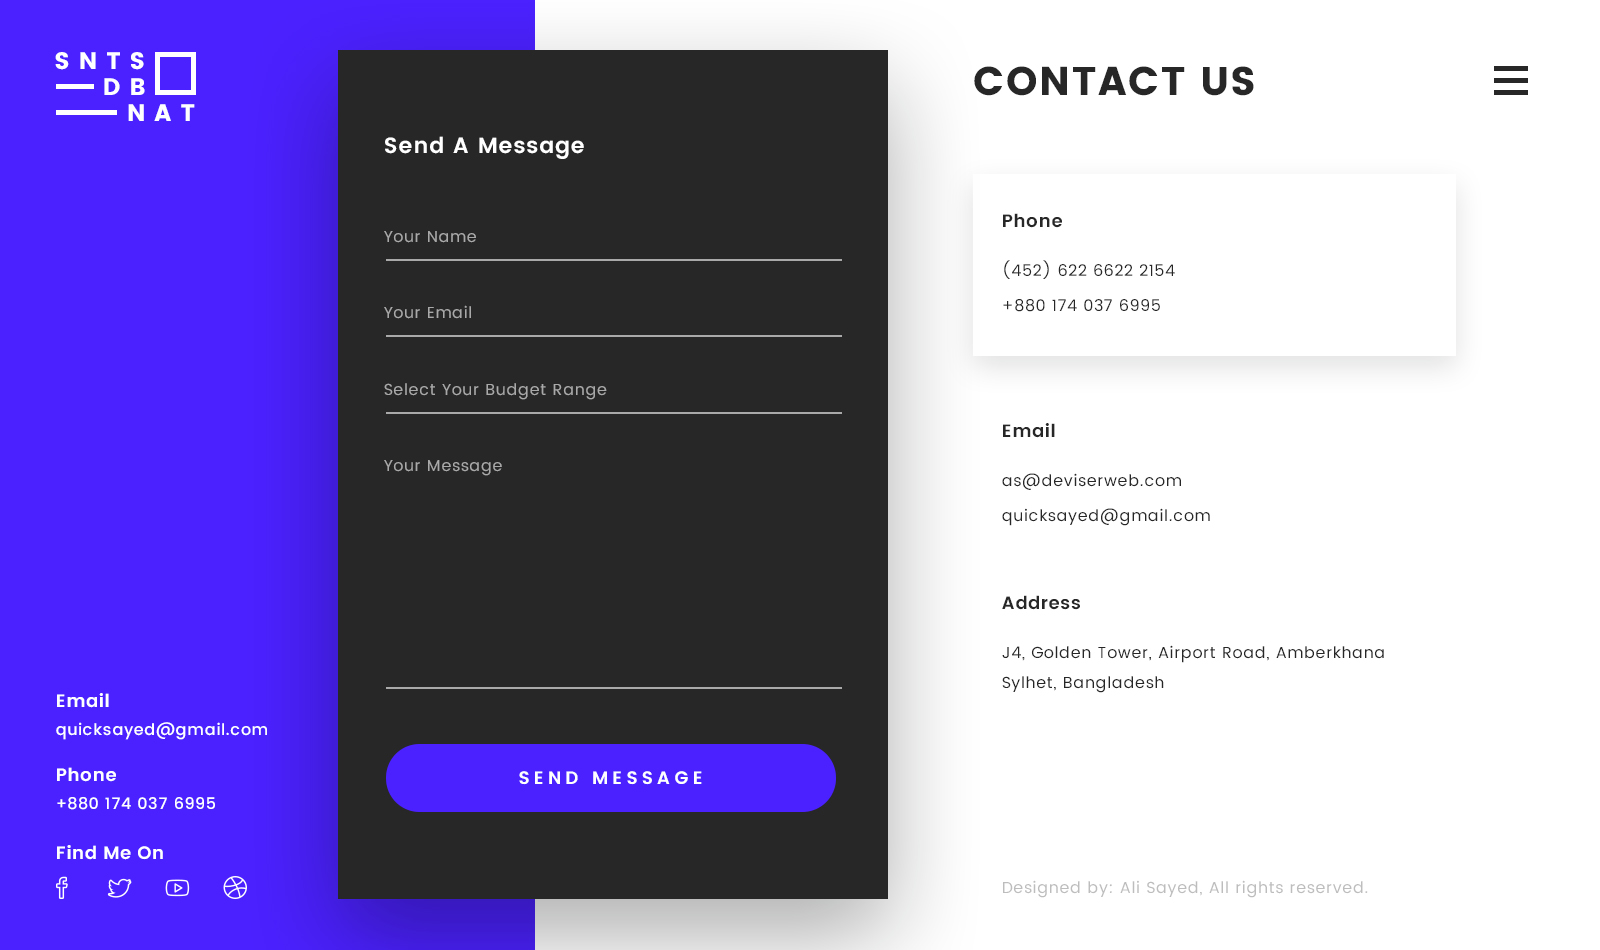 SNTS
DB
NAT
Email
quicksayed@gmail.com
Phone
+880 174 037 6995
Find Me On
Send A Message
Your Name
Your Email
Select Your Budget Range
Your Message
SEND MESSAGE
CONTACT US
Phone
(452) 622 6622 2154
+880 174 037 6995
Email
as@deviserweb.com
quicksayed@gmail.com
Address
J4, Golden Tower, Airport Road, Amberkhana
Sylhet, Bangladesh
Designed by: Ali Sayed, All rights reserved.